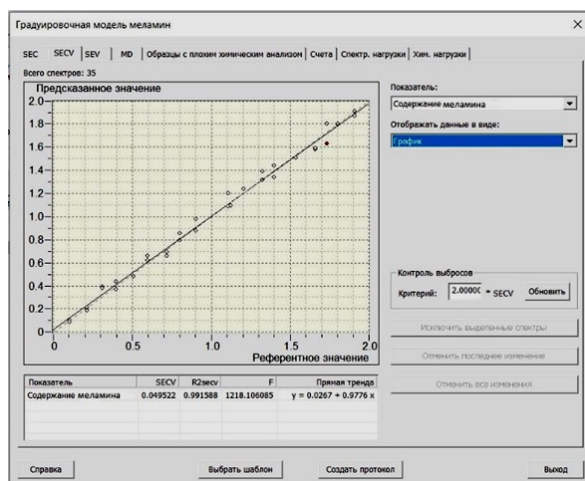 Градуировочная модель меламин
SEC SECV SEV MD Образцы с плохим химическим анализом Счета Спектр. нагрузки Хим. нагрузки
Всего спектров: 35
Предсказанное значение
2.0
1.8
1.6
1.4
1.2
1.0
0.8
0.6
0.4
0.2
0
0 0.5 1.0 1.5 2.0
Референтное значение
Показатель:
Содержание меламина
Отображать данные в виде:
График
Контроль выбросов
Критерий: 2.0000 * SECV Обновить
Исключить выделенные спектры
Отменить последнее изменение
Отменить все изменения
Показатель SECV R2secv F Прямая тренда
Содержание меламина 0.049522 0.991588 1218.106085 y = 0.0267 + 0.9776 x
Справка Выбрать шаблон Создать протокол Выход